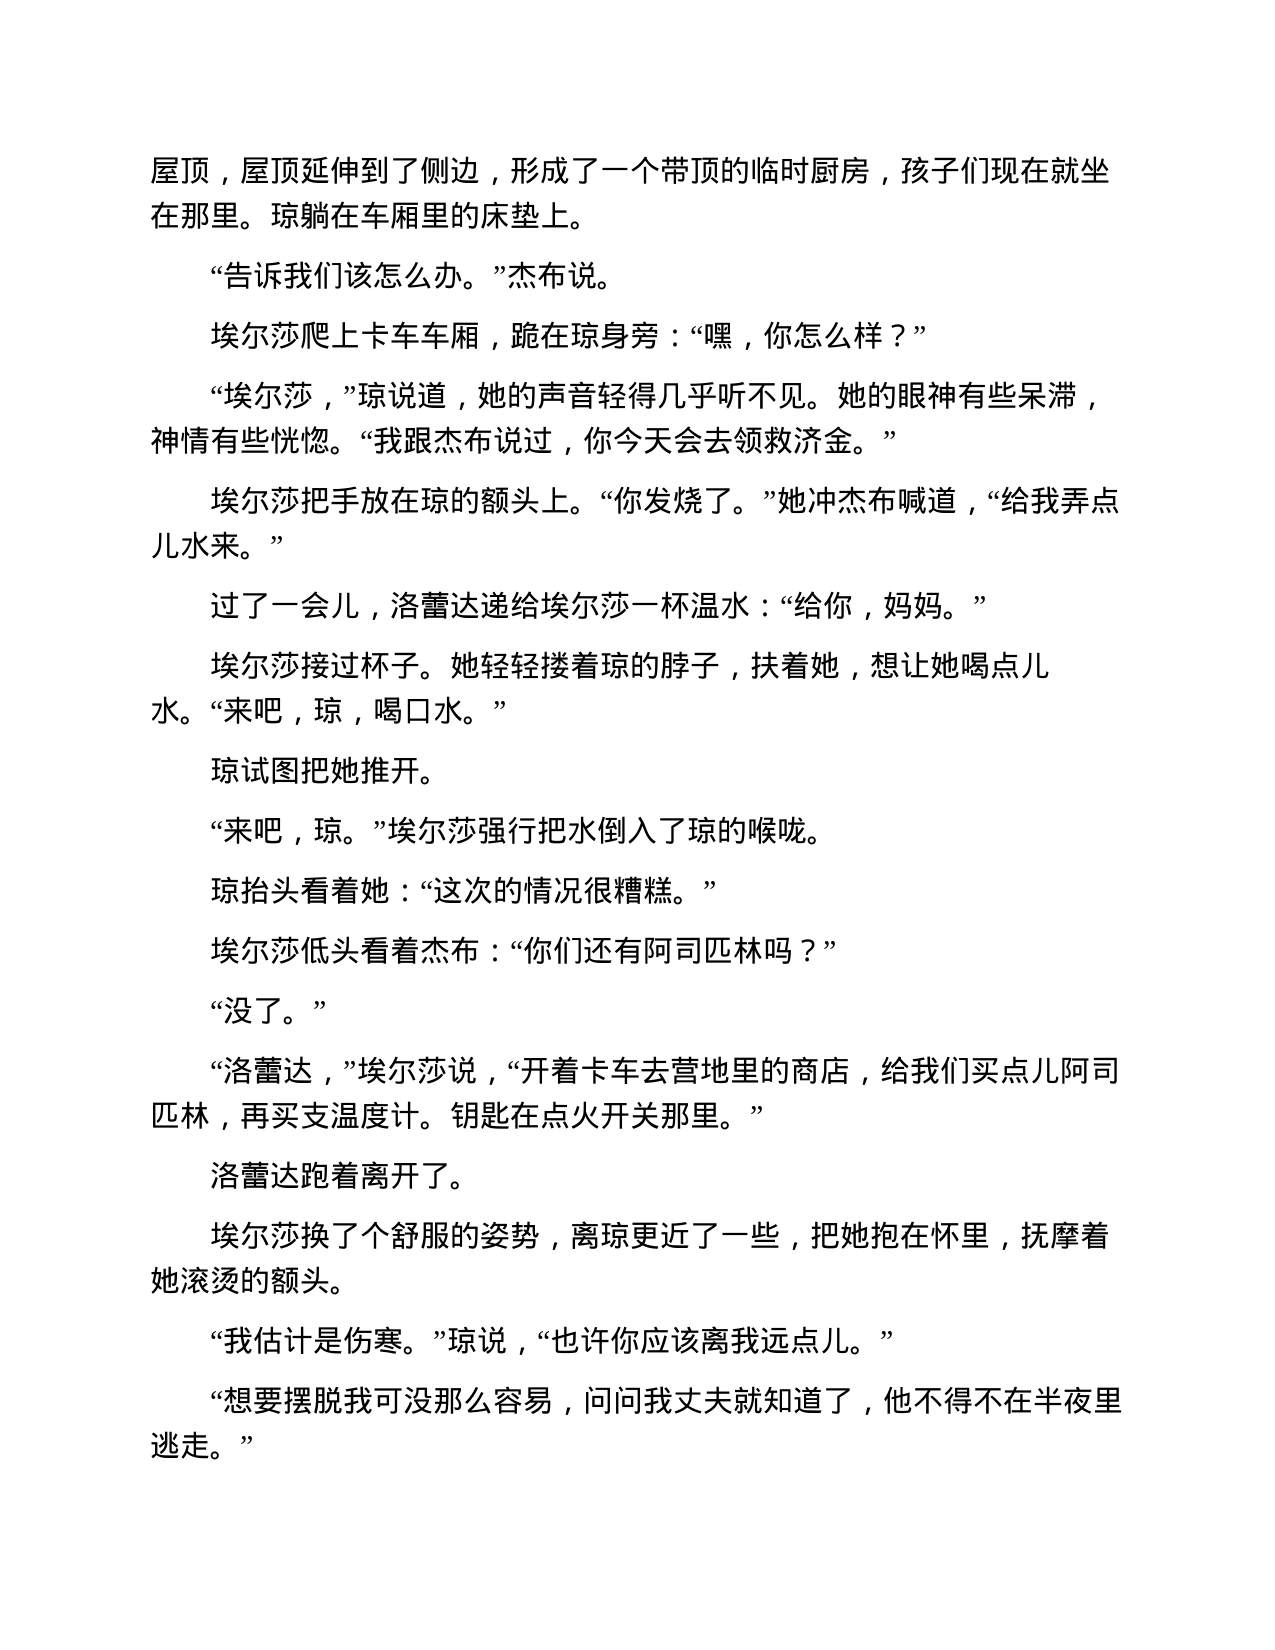 屋顶，屋顶延伸到了侧边，形成了一个带顶的临时厨房，孩子们现在就坐
在那里。琼躺在车厢里的床垫上。
“告诉我们该怎么办。”杰布说。
埃尔莎爬上卡车车厢，跪在琼身旁：“嘿，你怎么样？”
“埃尔莎，”琼说道，她的声音轻得几乎听不见。她的眼神有些呆滞，
神情有些恍惚。“我跟杰布说过，你今天会去领救济金。”
埃尔莎把手放在琼的额头上。“你发烧了。”她冲杰布喊道，“给我弄点
儿水来。”
过了一会儿，洛蕾达递给埃尔莎一杯温水：“给你，妈妈。”
埃尔莎接过杯子。她轻轻搂着琼的脖子，扶着她，想让她喝点儿
水。“来吧，琼，喝口水。”
琼试图把她推开。
“来吧，琼。”埃尔莎强行把水倒入了琼的喉咙。
琼抬头看着她：“这次的情况很糟糕。”
埃尔莎低头看着杰布：“你们还有阿司匹林吗？”
“没了。”
“洛蕾达，”埃尔莎说，“开着卡车去营地里的商店，给我们买点儿阿司
匹林，再买支温度计。钥匙在点火开关那里。”
洛蕾达跑着离开了。
埃尔莎换了个舒服的姿势，离琼更近了一些，把她抱在怀里，抚摩着
她滚烫的额头。
“我估计是伤寒。”琼说，“也许你应该离我远点儿。”
“想要摆脱我可没那么容易，问问我丈夫就知道了，他不得不在半夜里
逃走。”